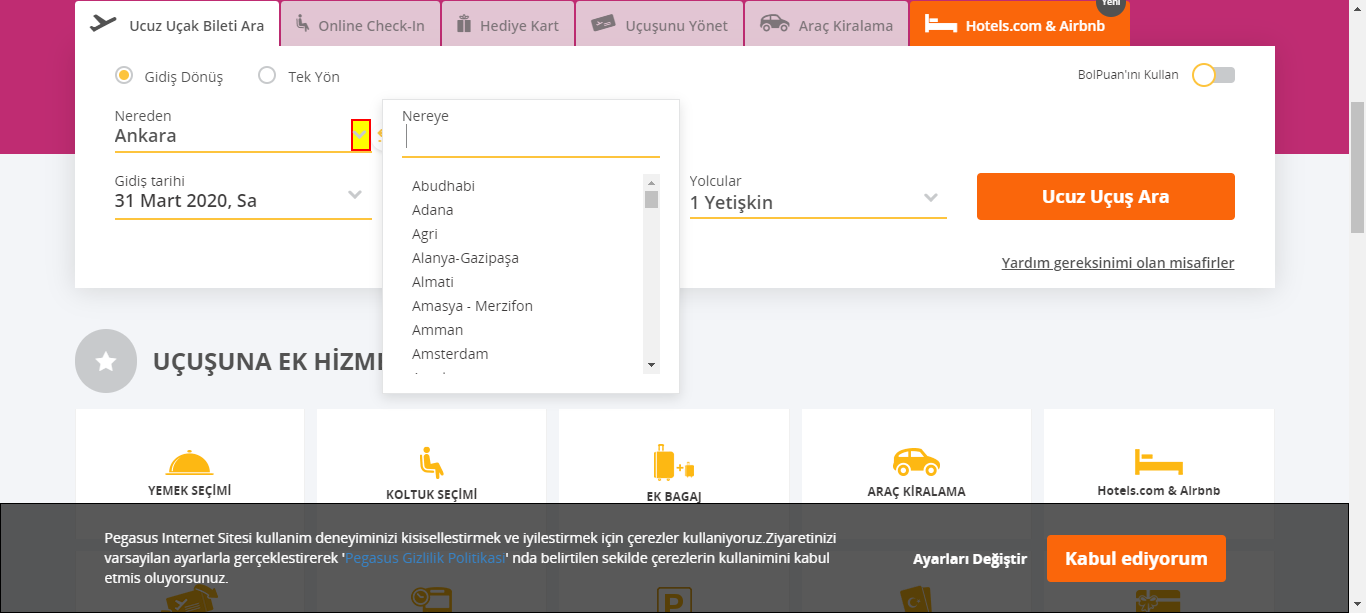 Yeni
Ucuz Uçak Bileti Ara
Online Check-In
Hediye Kart
Uçuşunu Yönet
Araç Kiralama
Hotels.com & Airbnb
Gidiş Dönüş
Tek Yön
BolPuan'ını Kullan
Nereden
Ankara
Nereye
Gidiş tarihi
31 Mart 2020, Sa
Abudhabi
Adana
Agri
Alanya-Gazipaşa
Almati
Amasya - Merzifon
Amman
Amsterdam
Yolcular
1 Yetişkin
Ucuz Uçuş Ara
Yardım gereksinimi olan misafirler
UÇUŞUNA EK HİZM
YEMEK SEÇİMİ
KOLTUK SEÇİMİ
EK BAGAJ
ARAÇ KİRALAMA
Hotels.com & Airbnb
Pegasus Internet Sitesi kullanim deneyiminizi kisisellestirmek ve iyilestirmek için çerezler kullaniyoruz.Ziyaretinizi
varsayilan ayarlarla gerçeklestirerek 'Pegasus Gizlilik Politikasi' nda belirtilen sekilde çerezlerin kullanimini kabul
etmis oluyorsunuz.
Ayarları Değiştir
Kabul ediyorum